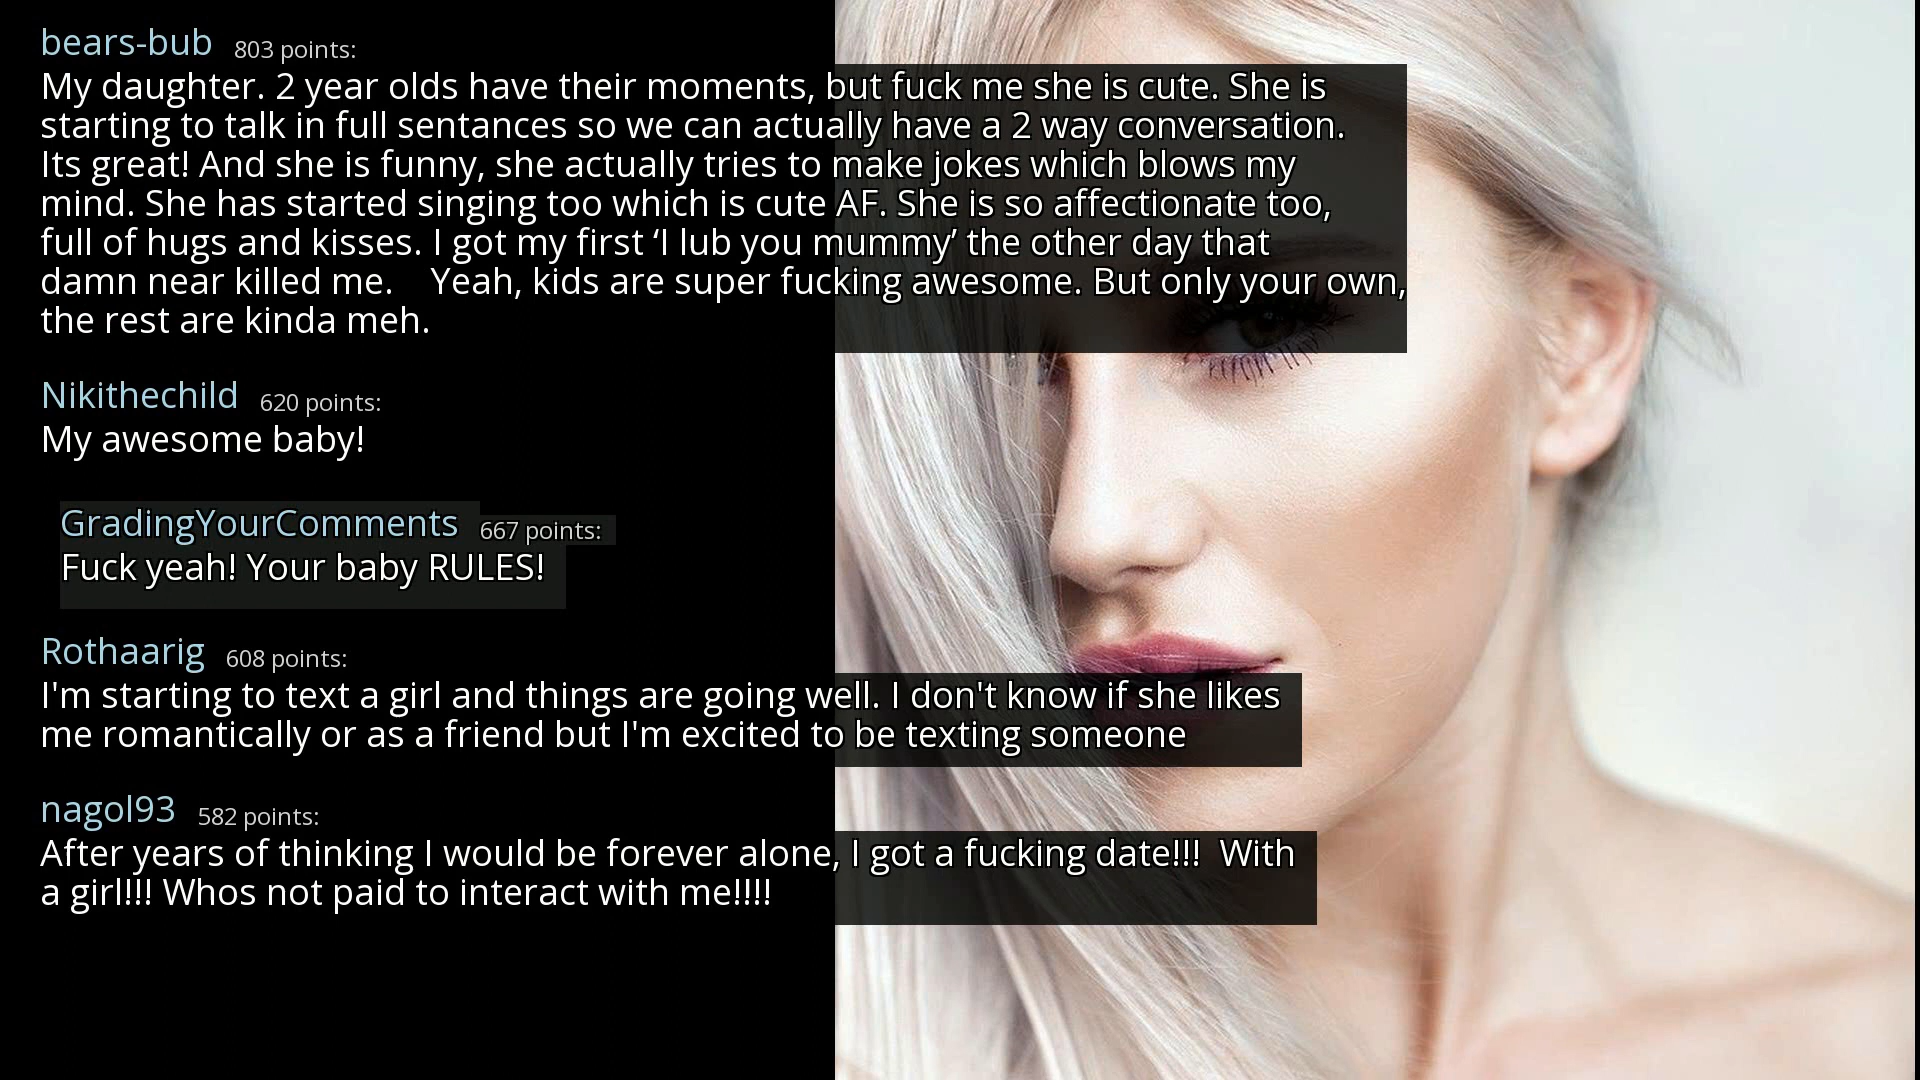 bears-bub 803 points:
My daughter. 2 year olds have their moments, but fuck me she is cute. She is
starting to talk in full sentances so we can actually have a 2 way conversation.
Its great! And she is funny, she actually tries to make jokes which blows my
mind. She has started singing too which is cute AF. She is so affectionate too,
full of hugs and kisses. I got my first ‘I lub you mummy’ the other day that
damn near killed me.    Yeah, kids are super fucking awesome. But only your own,
the rest are kinda meh.
Nikithechild 620 points:
My awesome baby!
GradingYourComments 667 points:
Fuck yeah! Your baby RULES!
Rothaarig 608 points:
I'm starting to text a girl and things are going well. I don't know if she likes
me romantically or as a friend but I'm excited to be texting someone
nagol93 582 points:
After years of thinking I would be forever alone, I got a fucking date!!!  With
a girl!!! Whos not paid to interact with me!!!!